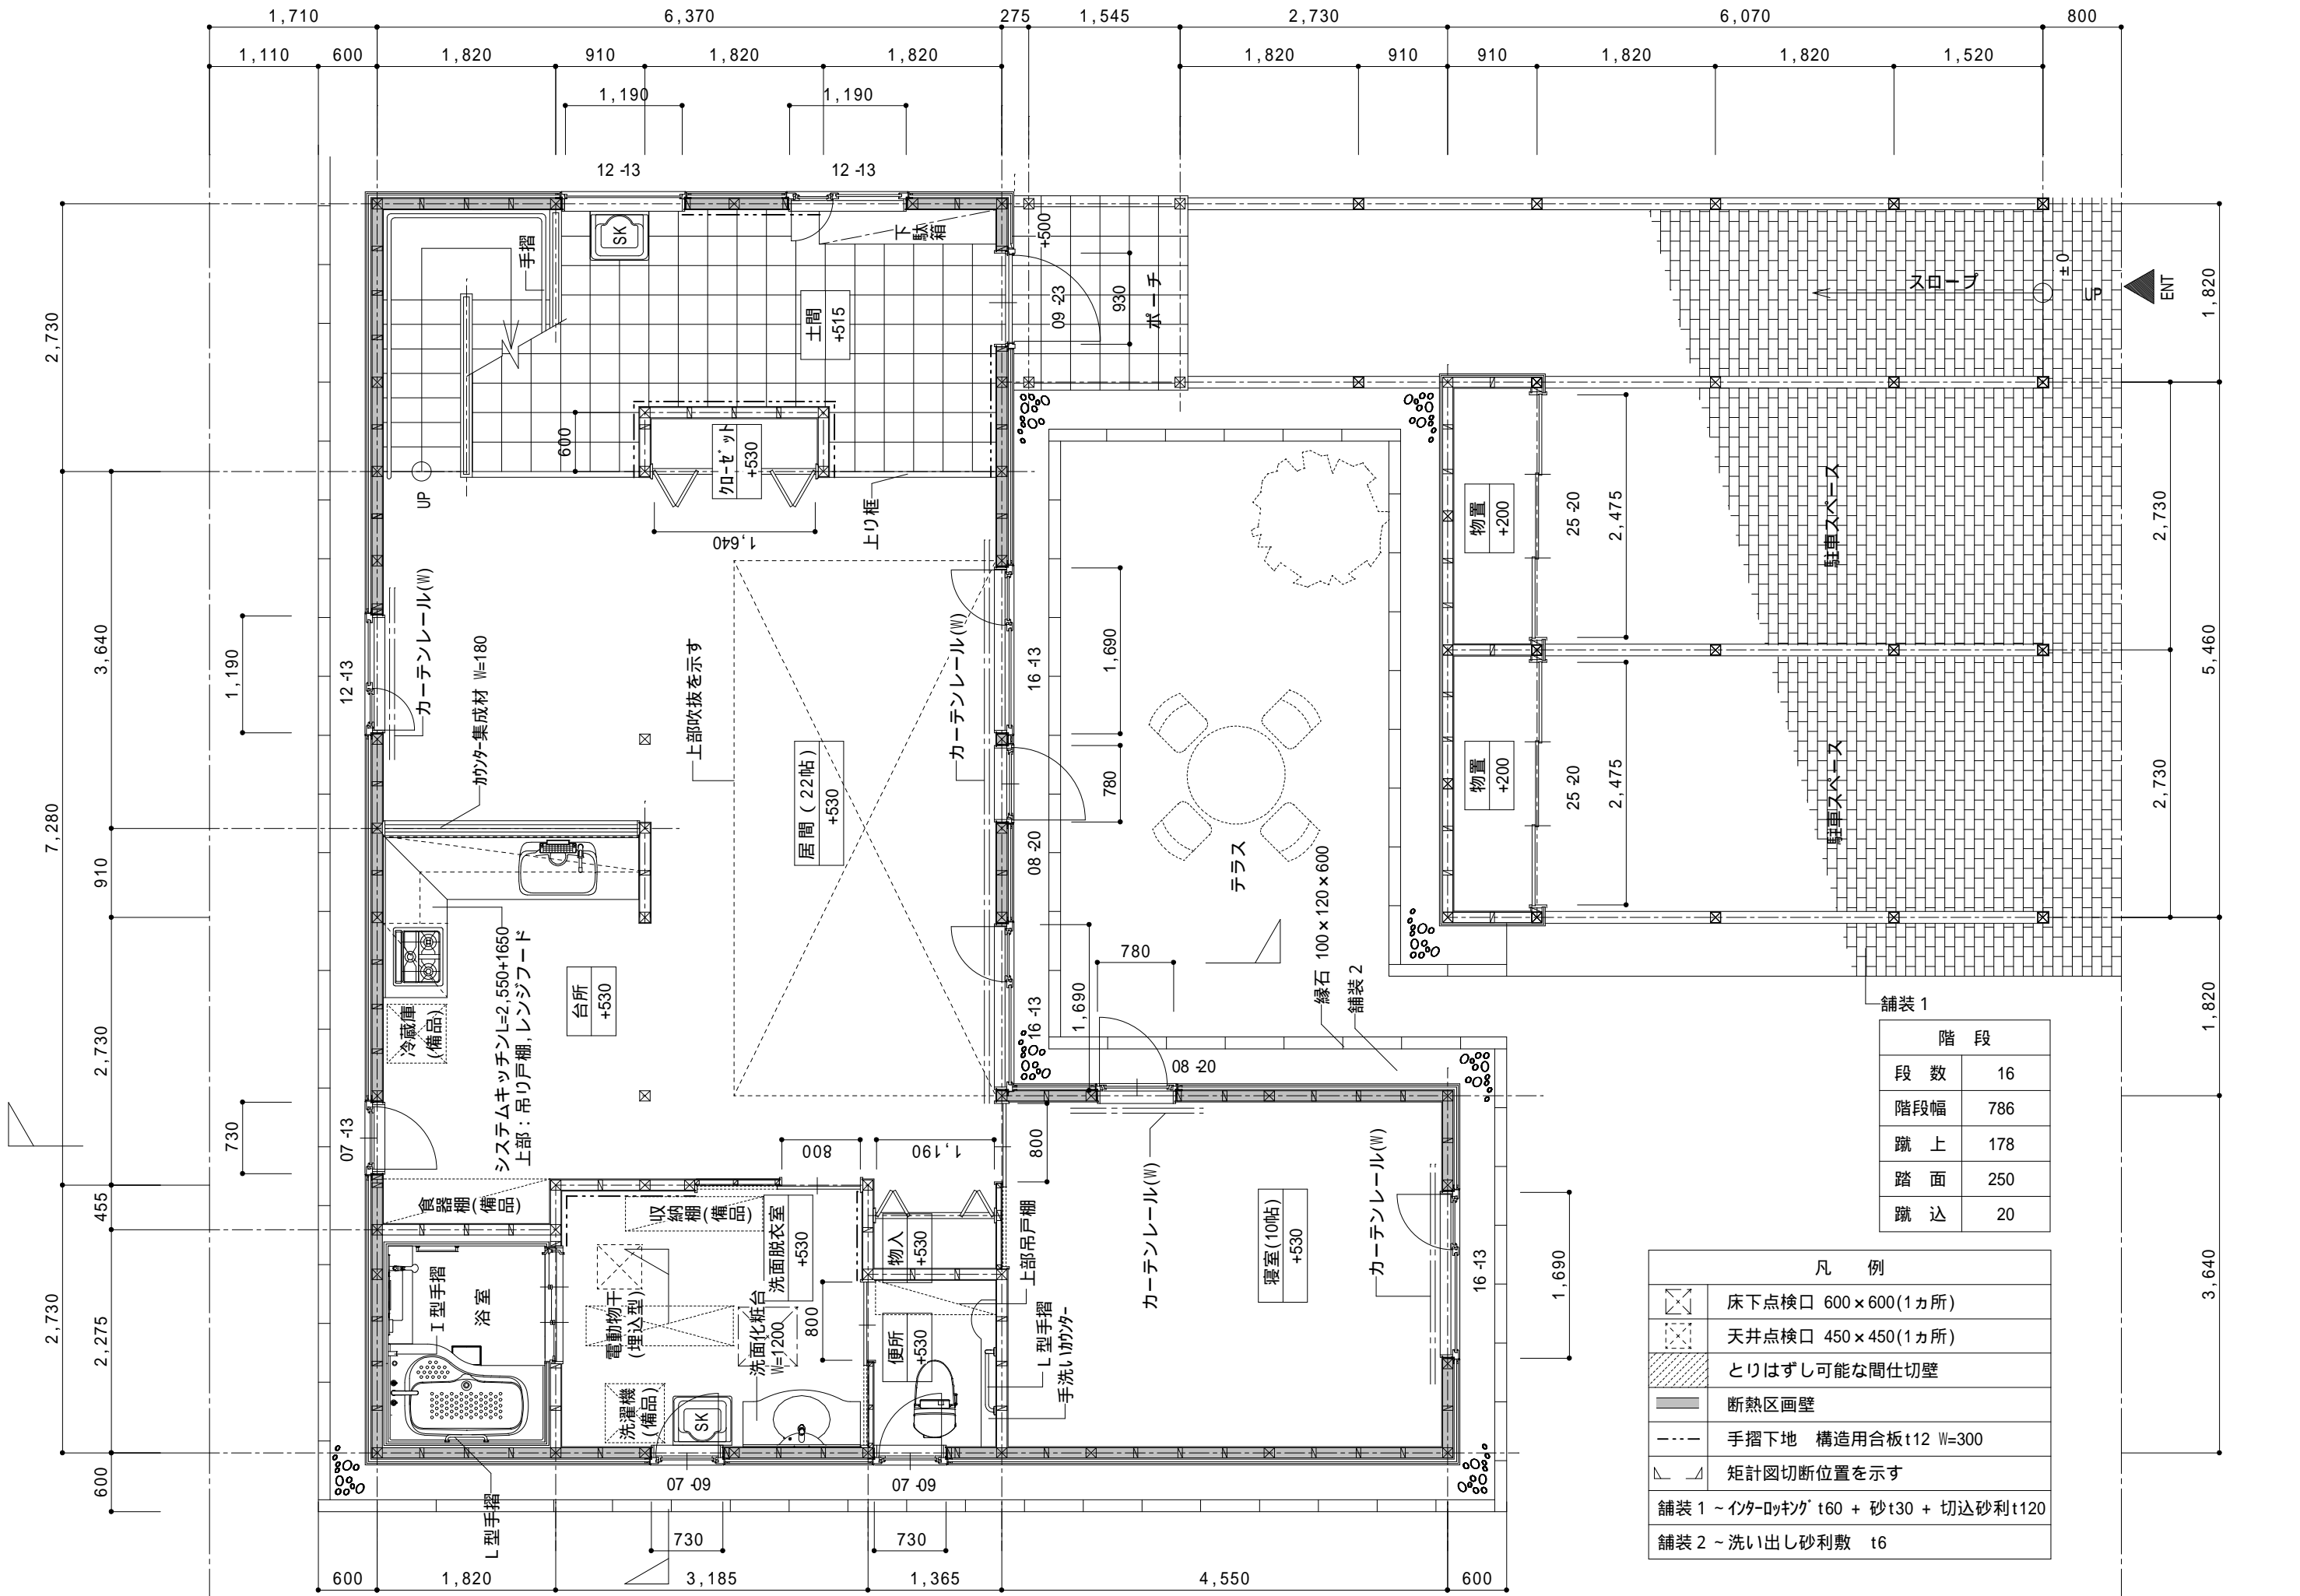 1,710
6,370
275
1,545
2,730
6,070
800
1,110
600
1,820
910
1,820
1,820
1,820
910
910
1,820
1,820
1,520
1,190
1,190
12-13
12-13
手摺
SK
下駄箱
土間
+515
+500
09-23
930
ポーチ
スロープ
±0
UP
ENT
2,730
1,820
600
クローゼット
+530
UP
1,640
上り框
物置
+200
25-20
2,475
駐車スペース
2,730
3,640
7,280
1,190
12-13
カーテンレール(W)
カウンター集成材 W=180
上部吹抜を示す
居間(22帖)
+530
カーテンレール(W)
16-13
1,690
780
08-20
テラス
物置
+200
25-20
2,475
駐車スペース
5,460
2,730
910
2,730
システムキッチンL=2,550+1650
上部:吊り戸棚,レンジフード
冷蔵庫
(備品)
台所
+530
16-13
1,690
780
08-20
縁石 100×120×600
舗装2
舗装1
1,820
730
07-13
455
食器棚(備品)
収納棚(備品)
800
1,190
800
洗面脱衣室
+530
物入
+530
上部吊戸棚
カーテンレール(W)
寝室(10帖)
+530
カーテンレール(W)
16-13
1,690
3,640
2,730
2,275
I型手摺
浴室
電動物干
(埋込型)
洗面化粧台
W=1200
800
便所
+530
L型手摺
手洗いカウンター
洗濯機
(備品)
SK
600
L型手摺
07-09
07-09
730
730
600
1,820
3,185
1,365
4,550
600
階 段
段 数 16
階段幅 786
蹴 上 178
踏 面 250
蹴 込 20
凡 例
床下点検口 600×600(1ヵ所)
天井点検口 450×450(1ヵ所)
とりはずし可能な間仕切壁
断熱区画壁
手摺下地 構造用合板t12 W=300
矩計図切断位置を示す
舗装1~インターロッキング t60 + 砂t30 + 切込砂利t120
舗装2~洗い出し砂利敷 t6